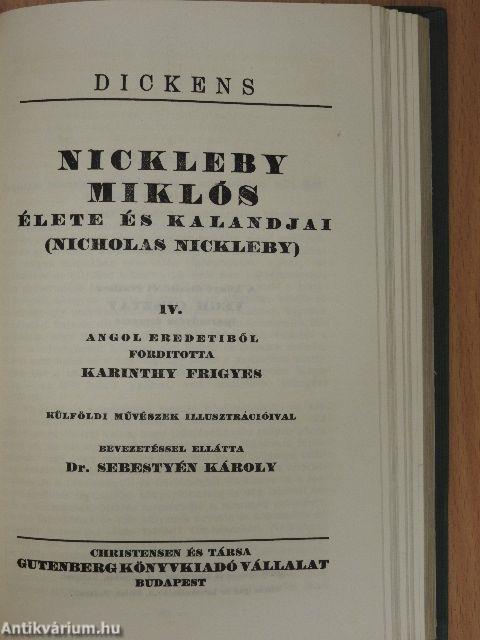 DICKENS
NICKLEBY
MIKLÓS
ÉLETE ÉS KALANDJAI
(NICHOLAS NICKLEBY)
IV.
ANGOL EREDETIBŐL
FORDITOTTA
KARINTHY FRIGYES
KÜLFÖLDI MŰVÉSZEK ILLUSZTRÁCIÓIVAL
BEVEZETÉSSEL ELLÁTTA
Dr. SEBESTYÉN KÁROLY
CHRISTENSEN ÉS TÁRSA
GUTENBERG KÖNYVKIADÓ VÁLLALAT
BUDAPEST
Antikvárium.hu